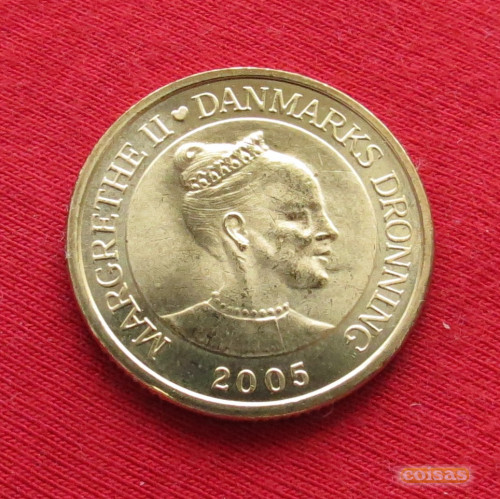 MARGRETHE II ♥ DANMARKS DRONNING
2005
coisas